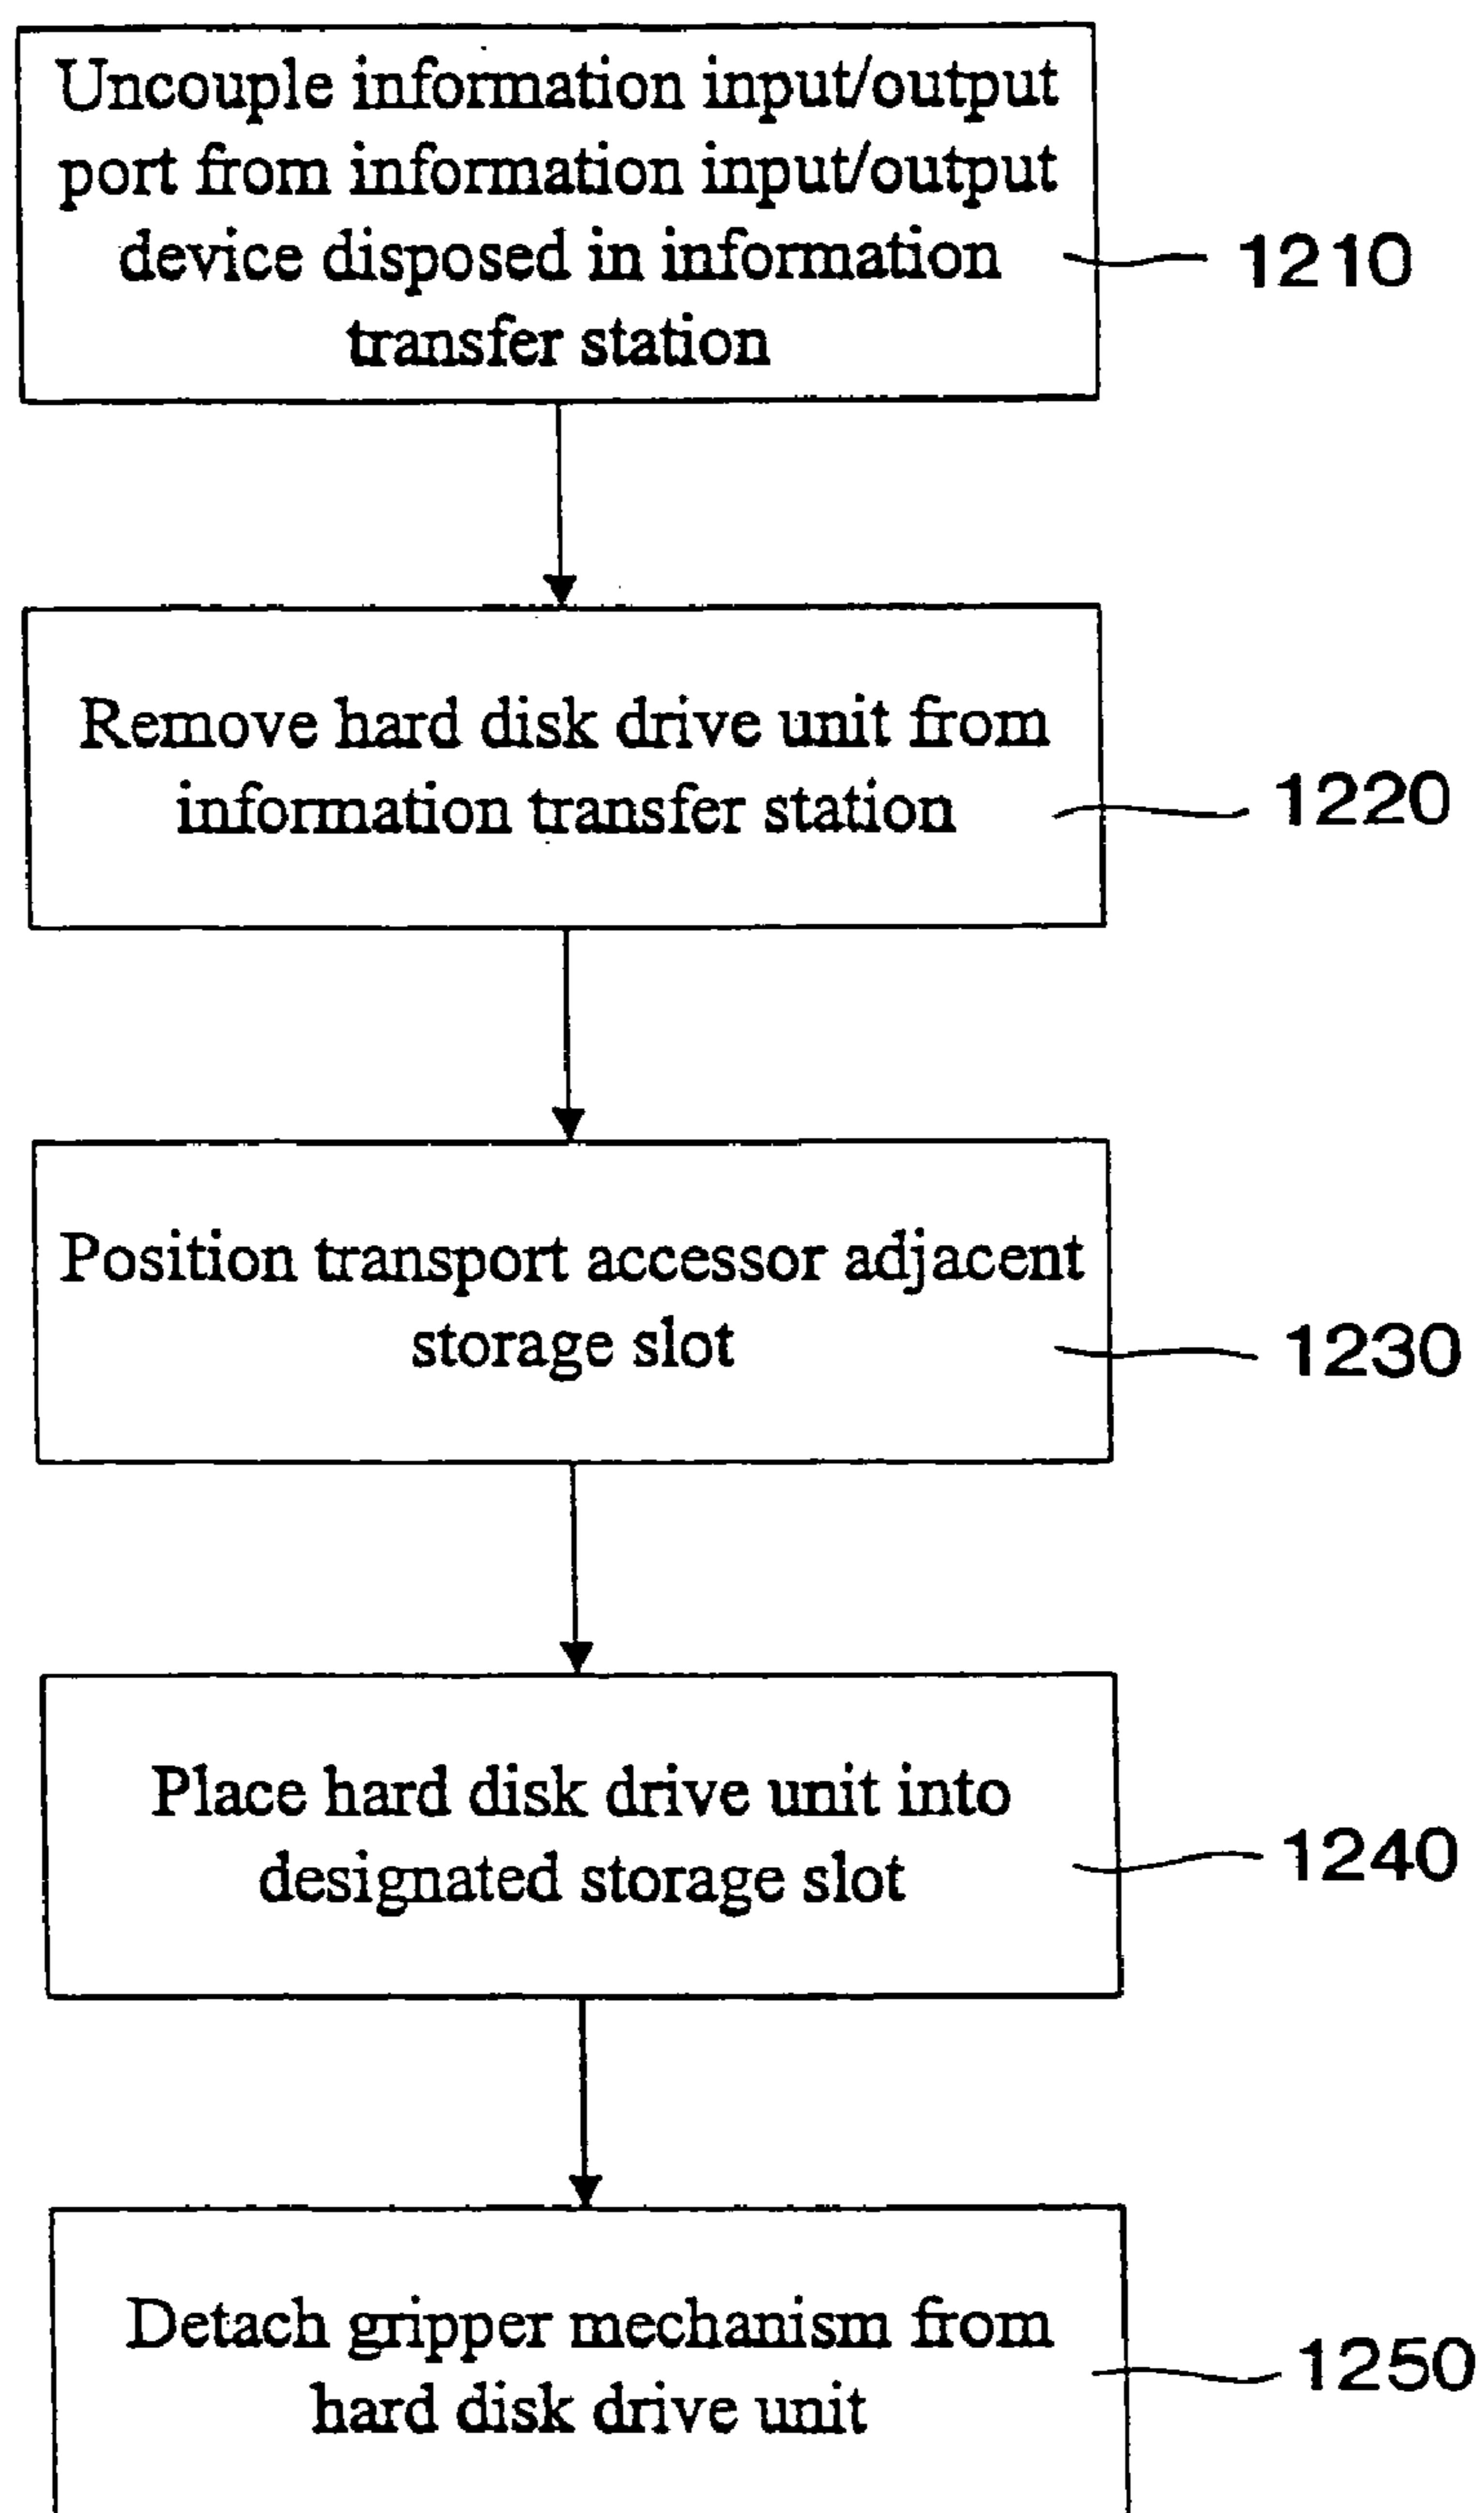 Uncouple information input/output
port from information input/output
device disposed in information
transfer station
1210
Remove hard disk drive unit from
information transfer station
1220
Position transport accessor adjacent
storage slot
1230
Place hard disk drive unit into
designated storage slot
1240
Detach gripper mechanism from
hard disk drive unit
1250